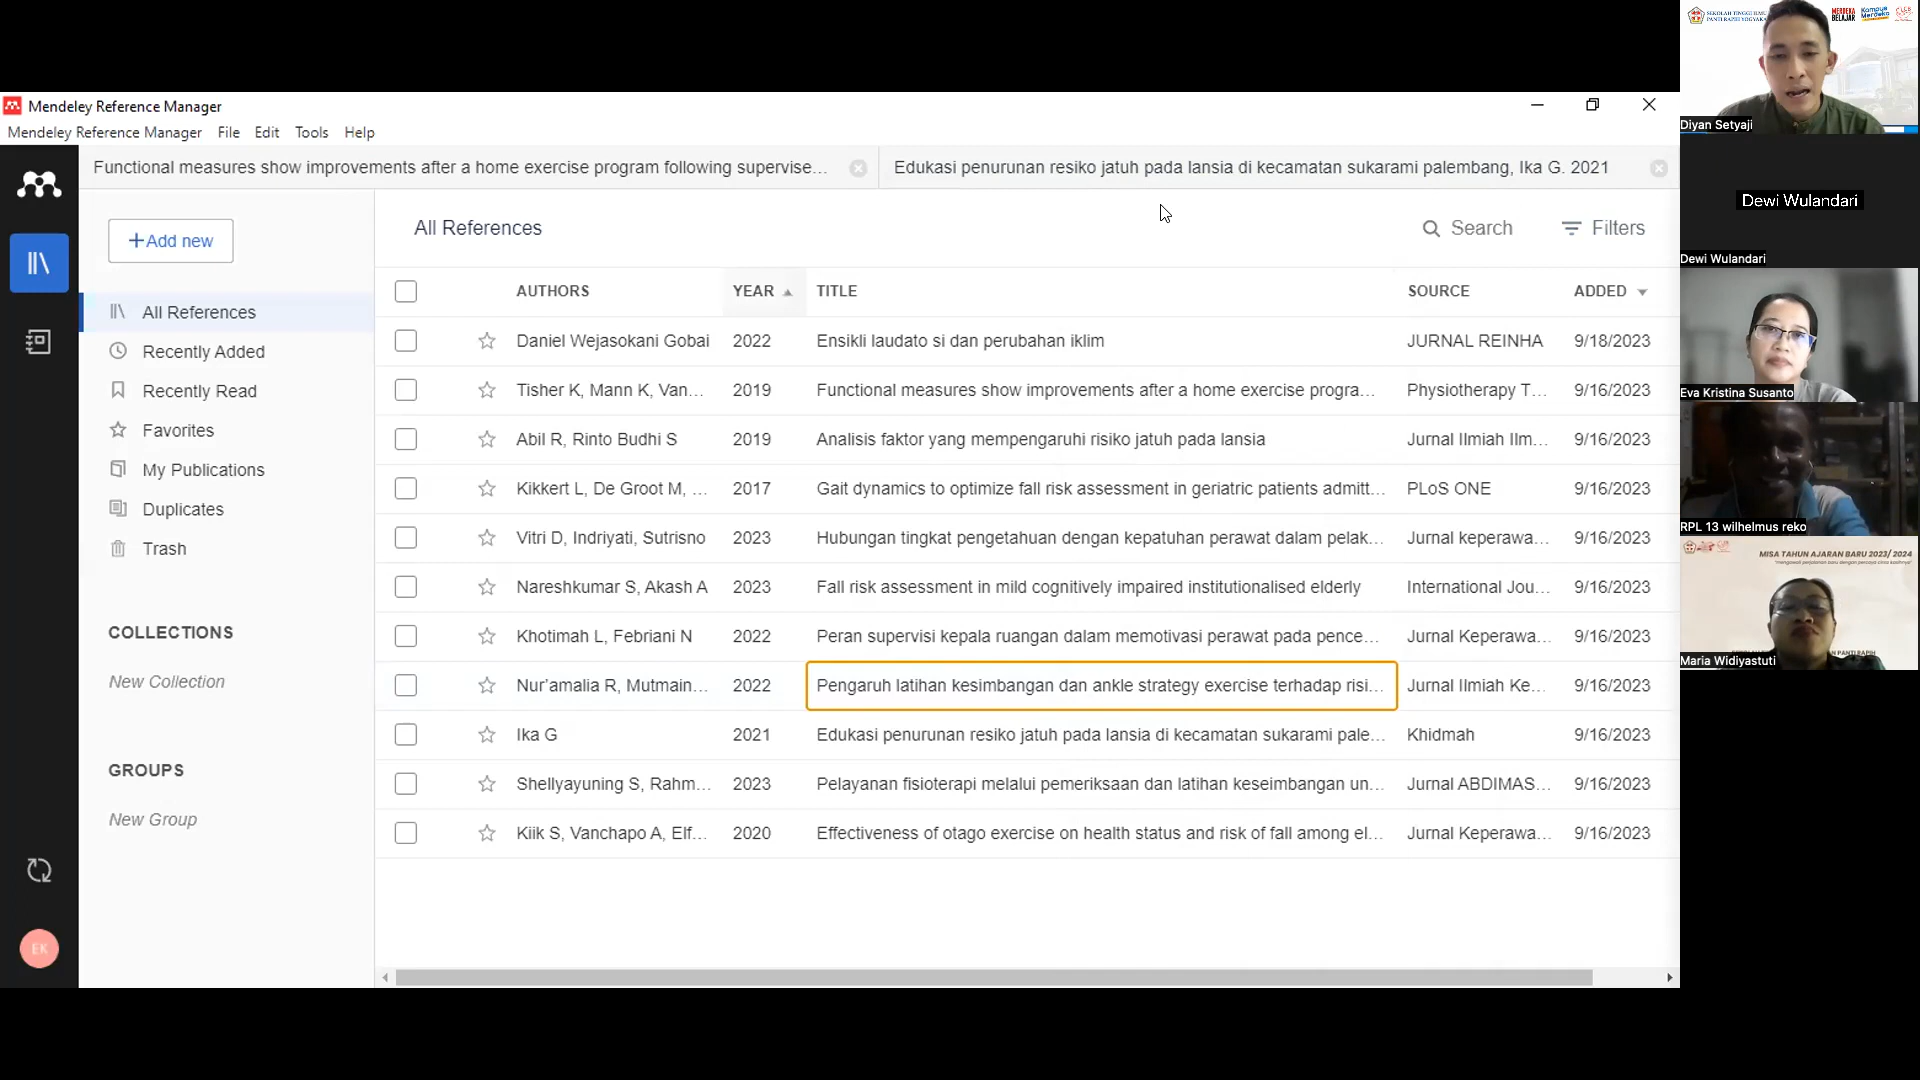 Mendeley Reference Manager
Mendeley Reference Manager File Edit Tools Help
Functional measures show improvements after a home exercise program following supervise...
Edukasi penurunan resiko jatuh pada lansia di kecamatan sukarami palembang, Ika G. 2021
+Add new
All References
Recently Added
Recently Read
Favorites
My Publications
Duplicates
Trash
COLLECTIONS
New Collection
GROUPS
New Group
EK
All References
Search
Filters
AUTHORS YEAR TITLE SOURCE ADDED
Daniel Wejasokani Gobai 2022 Ensikli laudato si dan perubahan iklim JURNAL REINHA 9/18/2023
Tisher K, Mann K, Van... 2019 Functional measures show improvements after a home exercise progra... Physiotherapy T... 9/16/2023
Abil R, Rinto Budhi S 2019 Analisis faktor yang mempengaruhi risiko jatuh pada lansia Jurnal Ilmiah Ilm... 9/16/2023
Kikkert L, De Groot M, ... 2017 Gait dynamics to optimize fall risk assessment in geriatric patients admitt... PLoS ONE 9/16/2023
Vitri D, Indriyati, Sutrisno 2023 Hubungan tingkat pengetahuan dengan kepatuhan perawat dalam pelak... Jurnal keperawa... 9/16/2023
Nareshkumar S, Akash A 2023 Fall risk assessment in mild cognitively impaired institutionalised elderly International Jou... 9/16/2023
Khotimah L, Febriani N 2022 Peran supervisi kepala ruangan dalam memotivasi perawat pada pence... Jurnal Keperawa... 9/16/2023
Nur'amalia R, Mutmain... 2022 Pengaruh latihan kesimbangan dan ankle strategy exercise terhadap risi... Jurnal Ilmiah Ke... 9/16/2023
Ika G 2021 Edukasi penurunan resiko jatuh pada lansia di kecamatan sukarami pale... Khidmah 9/16/2023
Shellyayuning S, Rahm... 2023 Pelayanan fisioterapi melalui pemeriksaan dan latihan keseimbangan un... Jurnal ABDIMAS... 9/16/2023
Kiik S, Vanchapo A, Elf... 2020 Effectiveness of otago exercise on health status and risk of fall among el... Jurnal Keperawa... 9/16/2023
SEKOLAH TINGGI
PANTI RAPIH
MERDEKA
BELAJAR
Kampus
Merdeka
Diyan Setyaji
Dewi Wulandari
Dewi Wulandari
Eva Kristina Susanto
RPL 13 wilhelmus reko
MISA TAHUN AJARAN BARU 2023/ 2024
PANTI RAPIH
Maria Widiyastuti